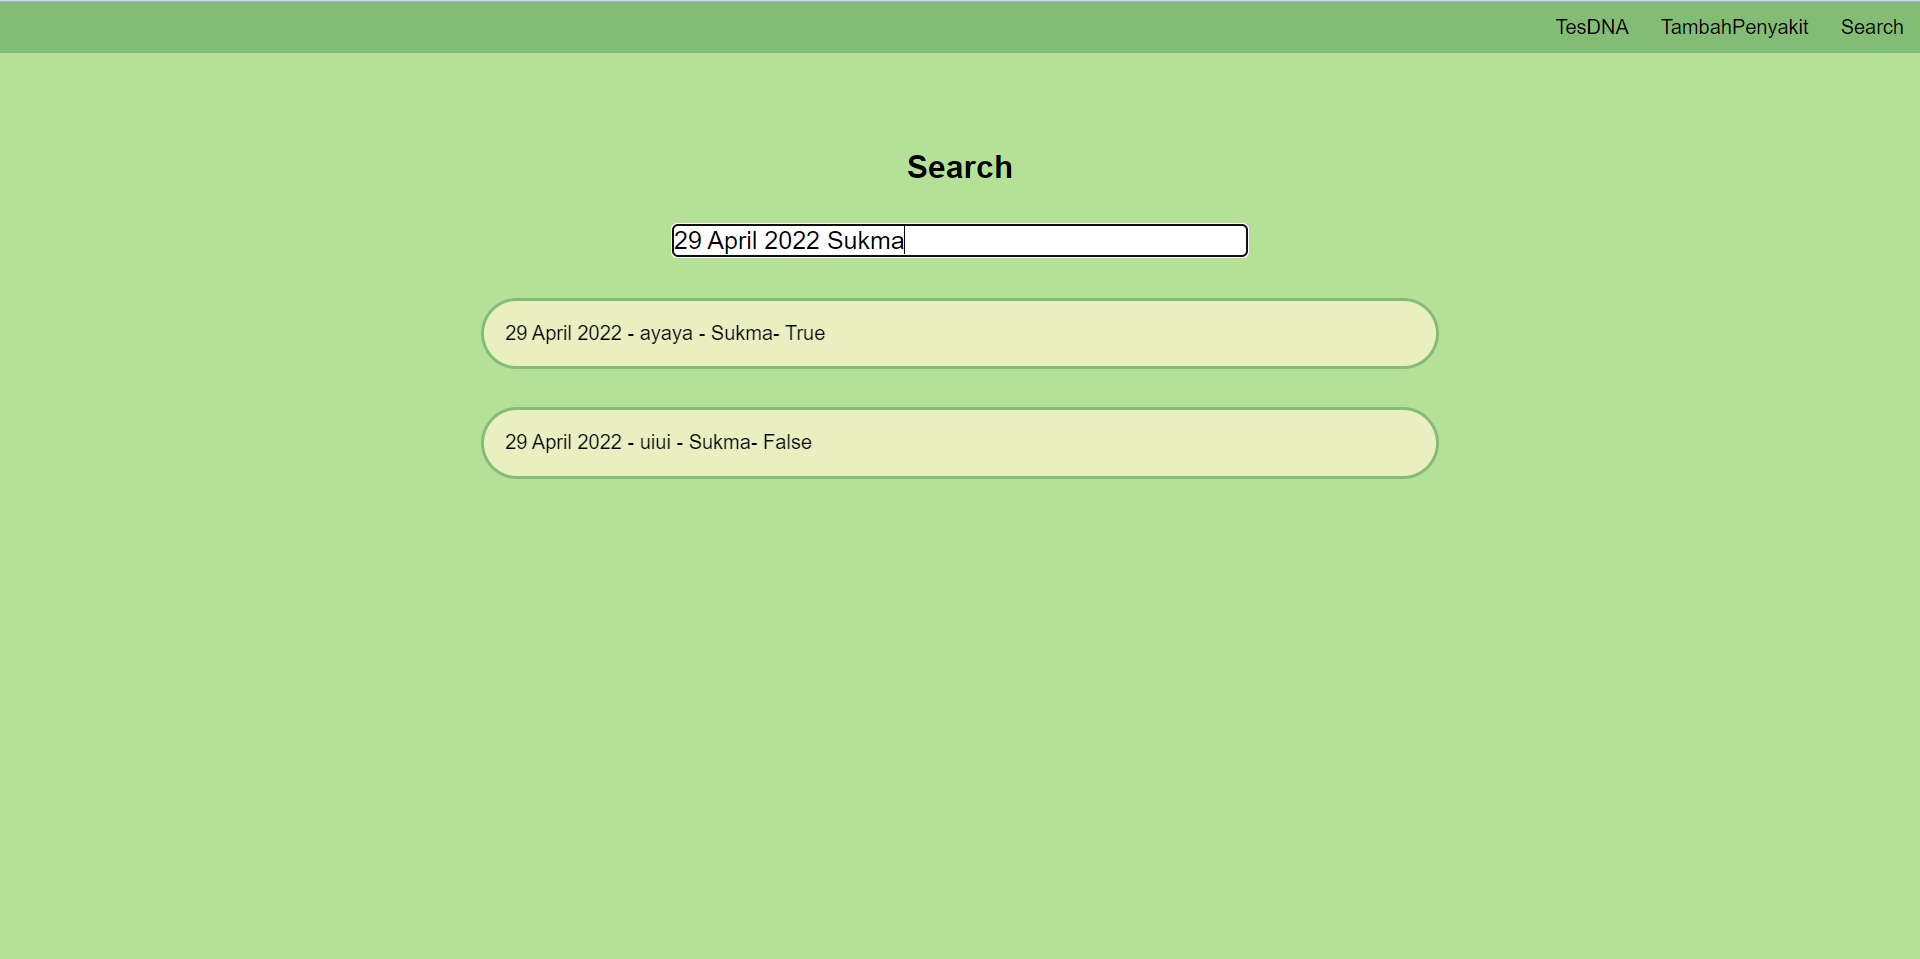 TesDNA TambahPenyakit Search
Search
29 April 2022 Sukma
29 April 2022 - ayaya - Sukma- True
29 April 2022 - uiui - Sukma- False